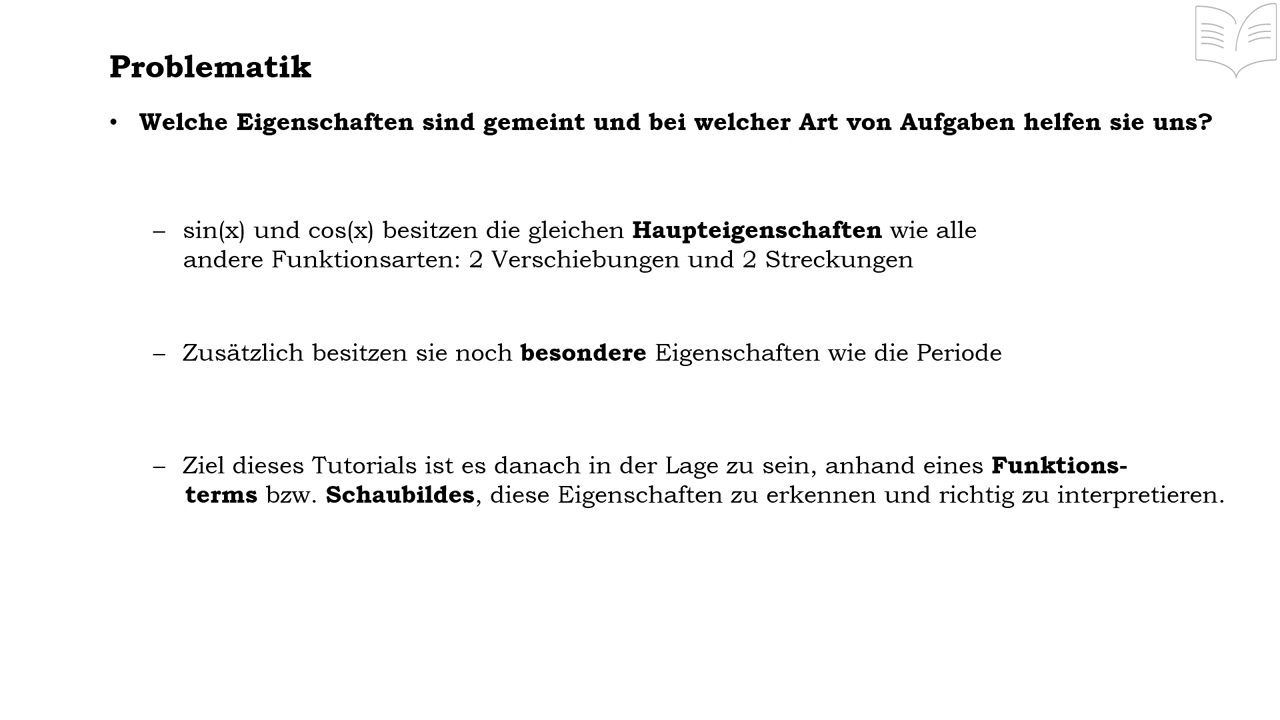 Problematik
• Welche Eigenschaften sind gemeint und bei welcher Art von Aufgaben helfen sie uns?
– sin(x) und cos(x) besitzen die gleichen Haupteigenschaften wie alle
andere Funktionsarten: 2 Verschiebungen und 2 Streckungen
– Zusätzlich besitzen sie noch besondere Eigenschaften wie die Periode
– Ziel dieses Tutorials ist es danach in der Lage zu sein, anhand eines Funktions-
terms bzw. Schaubildes, diese Eigenschaften zu erkennen und richtig zu interpretieren.